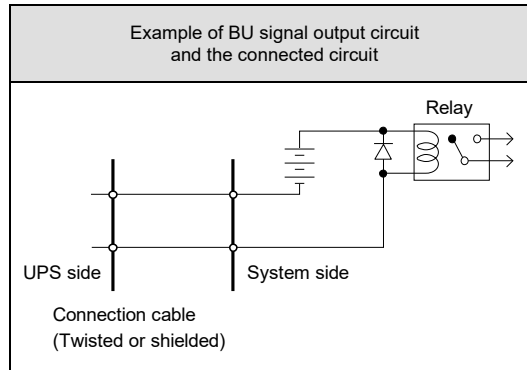 Example of BU signal output circuit
and the connected circuit
Relay
UPS side
System side
Connection cable
(Twisted or shielded)